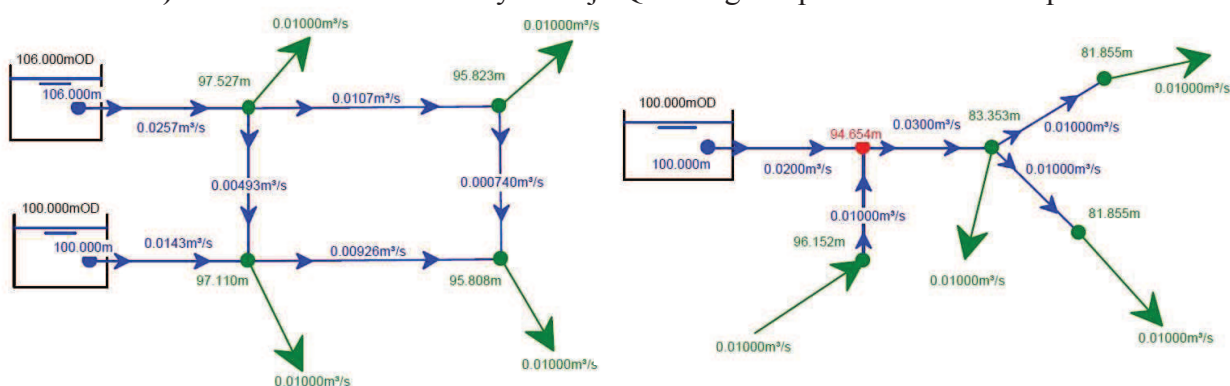 0.01000m³/s
0.01000m³/s
106.000mOD
97.527m
95.823m
106.000m
0.0107m³/s
0.0257m³/s
0.00493m³/s
0.000740m³/s
100.000mOD
100.000m
0.0143m³/s
0.00926m³/s
97.110m
95.808m
0.01000m³/s
0.01000m³/s
81.855m
0.01000m³/s
100.000mOD
94.654m
0.0300m³/s
83.353m
0.01000m³/s
100.000m
0.0200m³/s
0.01000m³/s
0.01000m³/s
81.855m
96.152m
0.01000m³/s
0.01000m³/s
0.01000m³/s